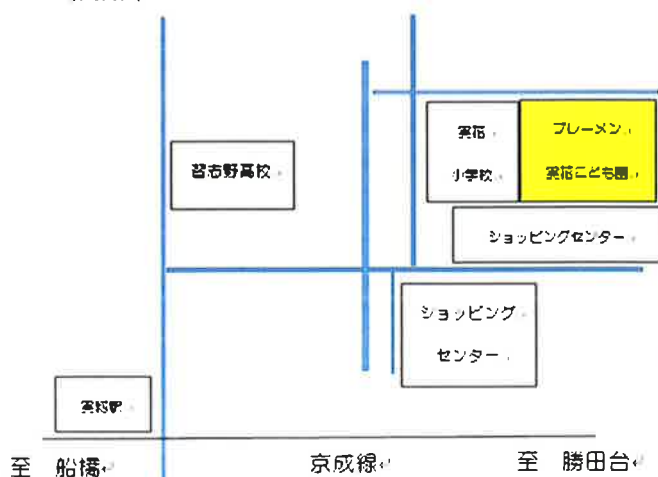 実花
小学校
ブレーメン
実花こども園
習志野高校
ショッピングセンター
ショッピング
センター
至 船橋
京成線
至 勝田台